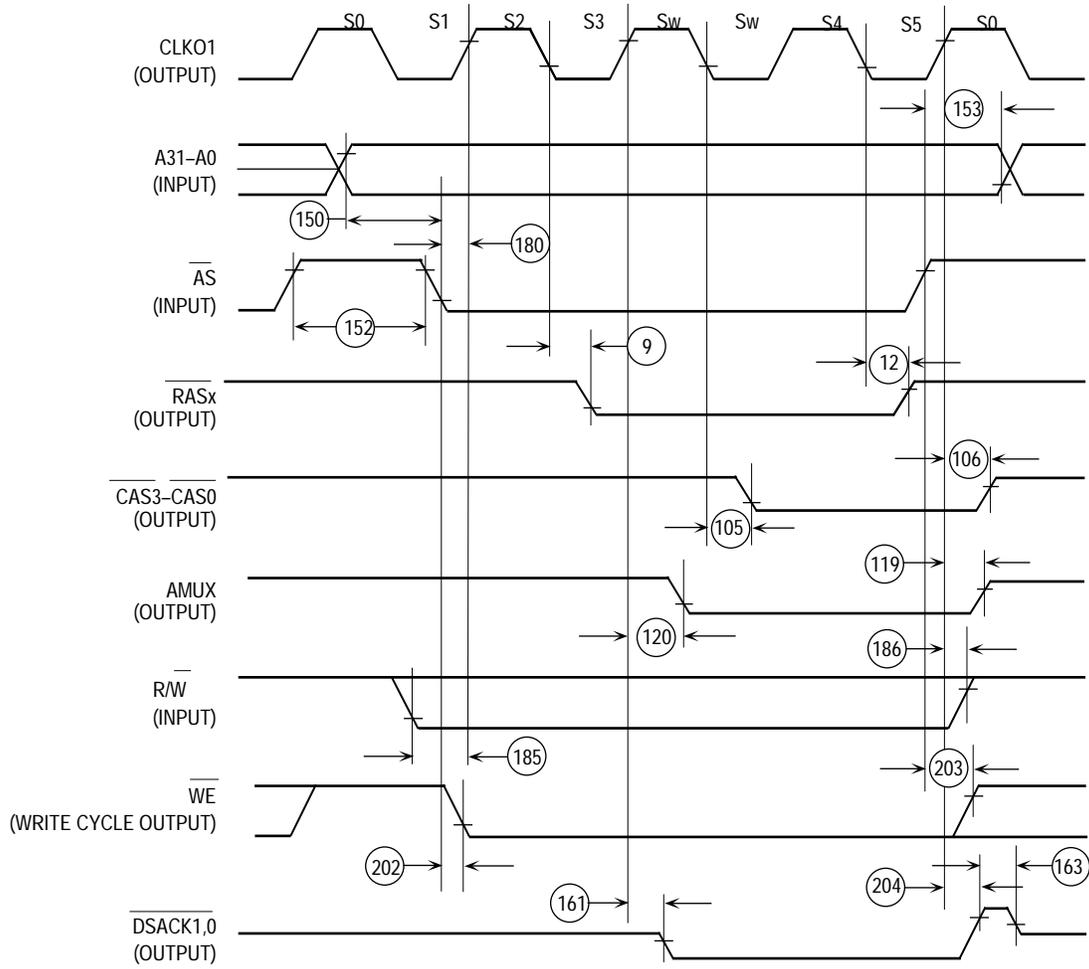 S0 S1 S2 S3 Sw Sw S4 S5 S0
CLKO1
(OUTPUT)
153
A31–A0
(INPUT)
150
180
AS
(INPUT)
152
9
12
RASx
(OUTPUT)
106
CAS3–CAS0
(OUTPUT)
105
119
AMUX
(OUTPUT)
120
186
R/W
(INPUT)
185
203
WE
(WRITE CYCLE OUTPUT)
202
163
204
161
DSACK1,0
(OUTPUT)